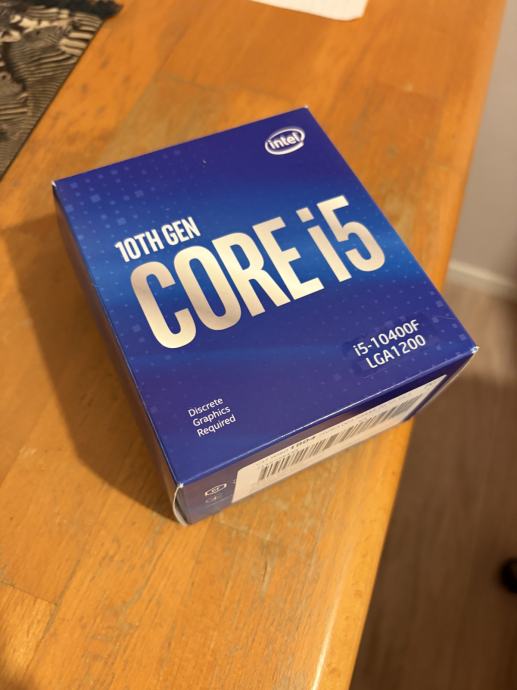 intel
10TH GEN
CORE i5
i5-10400F
LGA1200
Discrete
Graphics
Required